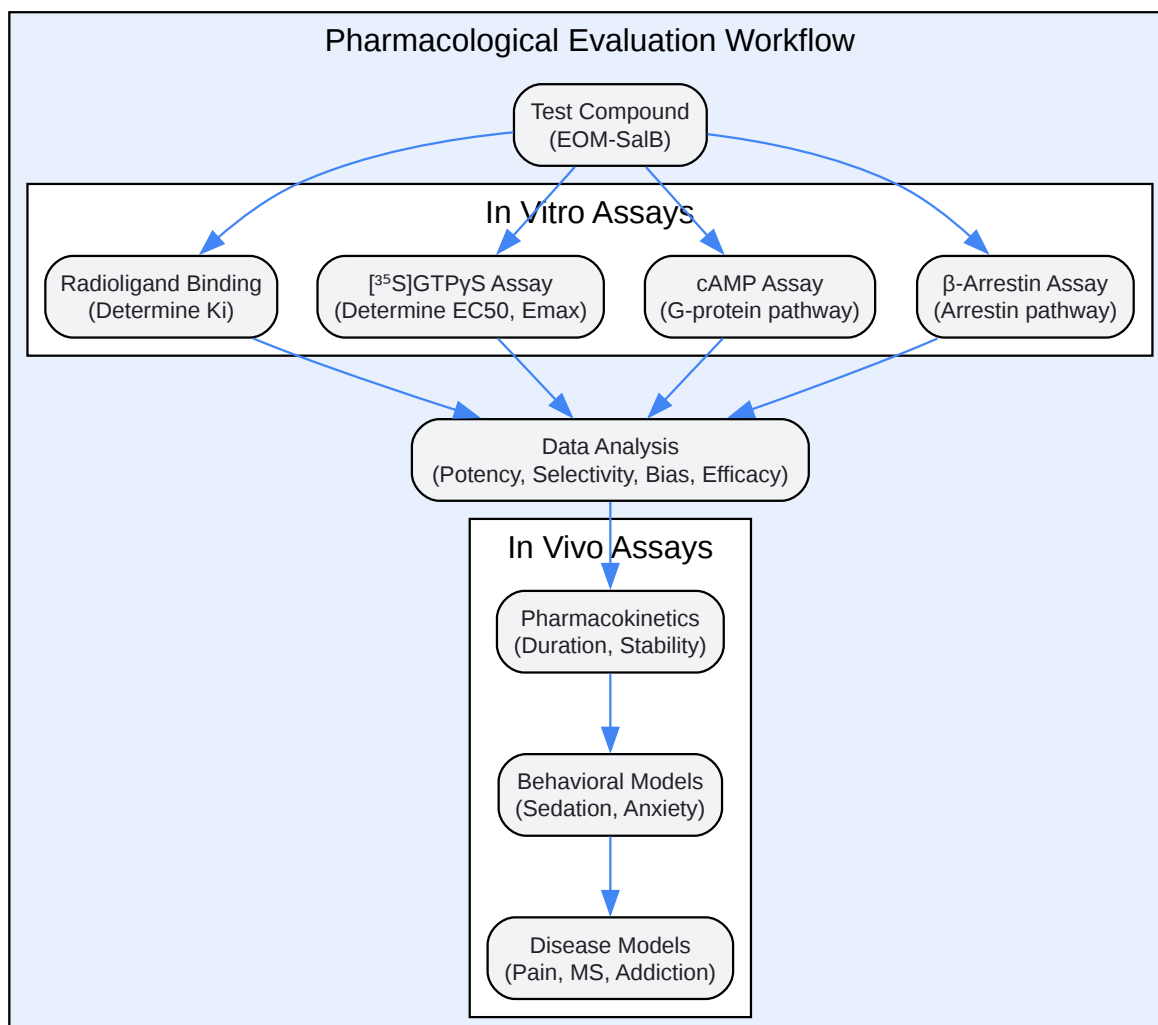 Pharmacological Evaluation Workflow
Test Compound
(EOM-SalB)
In Vitro Assays
Radioligand Binding
(Determine Ki)
[³⁵S]GTPγS Assay
(Determine EC50, Emax)
cAMP Assay
(G-protein pathway)
β-Arrestin Assay
(Arrestin pathway)
Data Analysis
(Potency, Selectivity, Bias, Efficacy)
In Vivo Assays
Pharmacokinetics
(Duration, Stability)
Behavioral Models
(Sedation, Anxiety)
Disease Models
(Pain, MS, Addiction)